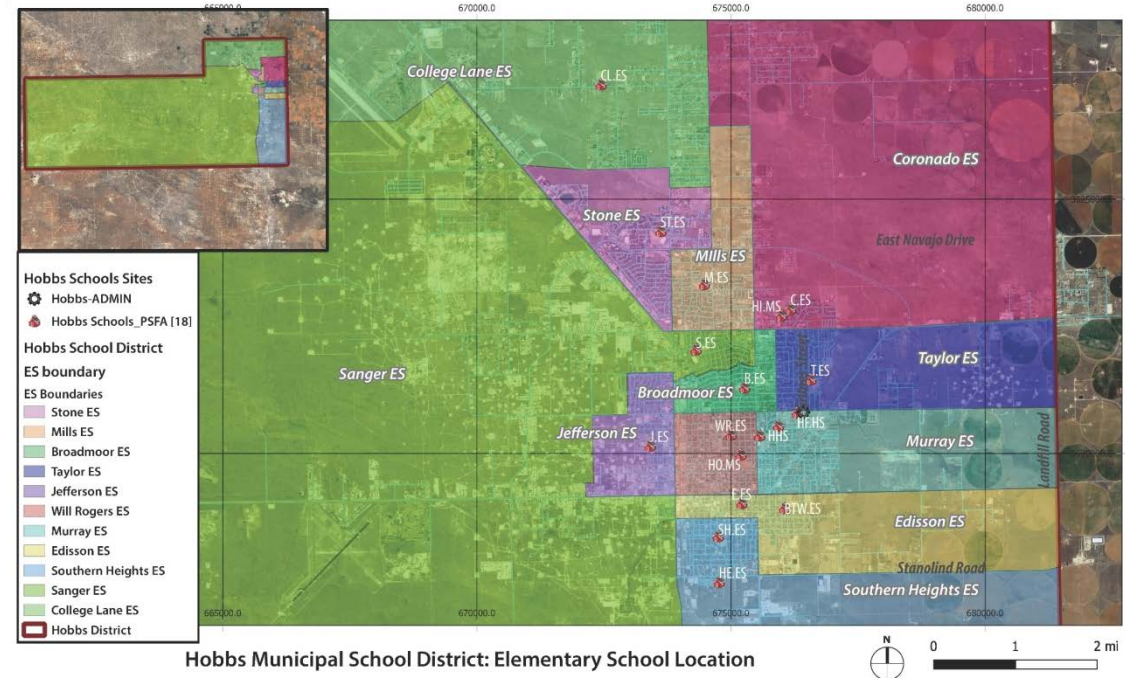 670000.0
675000.0
680000.0
College Lane ES
CL.ES
Coronado ES
Stone ES
ST.ES
East Navajo Drive
Mills ES
M.ES
HI.MS
C.ES
S.ES
Taylor ES
Sanger ES
T.ES
B.ES
Broadmoor ES
HF.HS
Jefferson ES
WR.ES
HHS
Murray ES
Landfill Road
J.ES
HO.MS
E.ES
BTW.ES
Edisson ES
SH.ES
Stanolind Road
HE.ES
Southern Heights ES
665000.0
670000.0
675000.0
680000.0
Hobbs Schools Sites
Hobbs-ADMIN
Hobbs Schools_PSFA [18]
Hobbs School District
ES boundary
ES Boundaries
Stone ES
Mills ES
Broadmoor ES
Taylor ES
Jefferson ES
Will Rogers ES
Murray ES
Edisson ES
Southern Heights ES
Sanger ES
College Lane ES
Hobbs District
Hobbs Municipal School District: Elementary School Location
N
0 1 2 mi